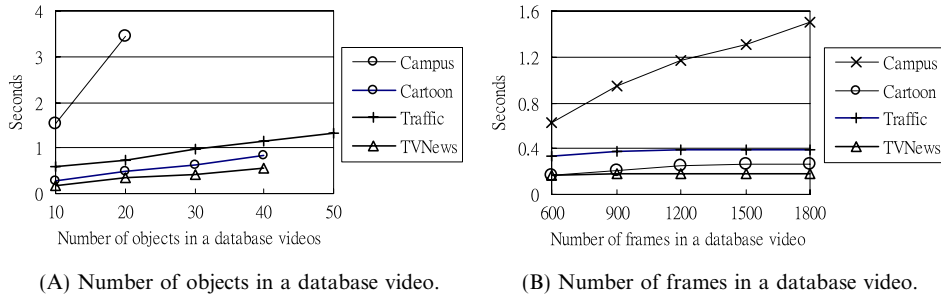 4
3
2
1
0
Seconds
10 20 30 40 50
Number of objects in a database videos
Campus
Cartoon
Traffic
TVNews
(A) Number of objects in a database video.
1.6
1.2
0.8
0.4
0
Seconds
600 900 1200 1500 1800
Number of frames in a database video
Campus
Cartoon
Traffic
TVNews
(B) Number of frames in a database video.